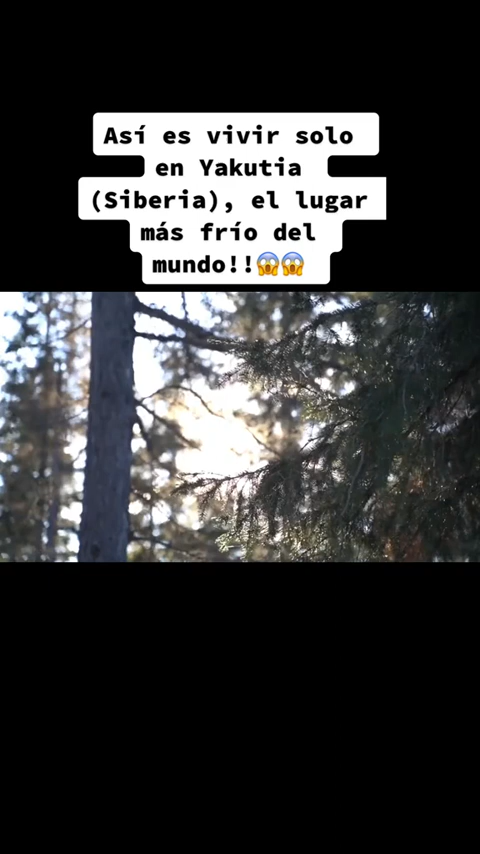 Así es vivir solo
en Yakutia
(Siberia), el lugar
más frío del
mundo!!😱😱